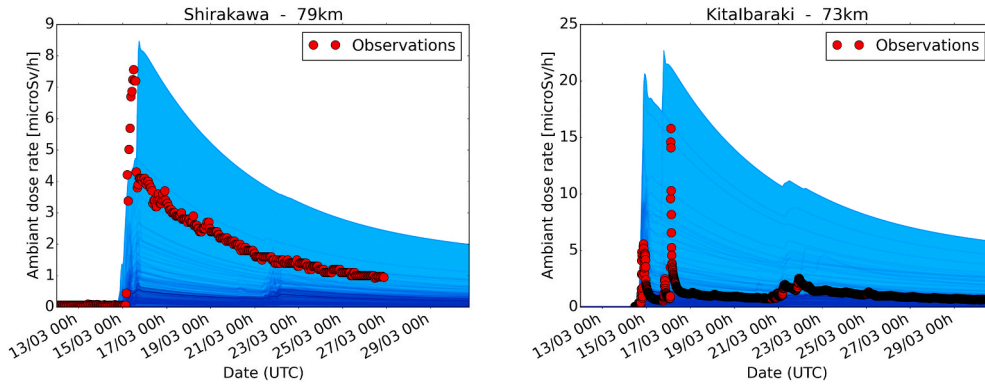 Shirakawa - 79km
Observations
Ambiant dose rate [microSv/h]
9
8
7
6
5
4
3
2
1
0
13/03 00h
15/03 00h
17/03 00h
19/03 00h
21/03 00h
23/03 00h
25/03 00h
27/03 00h
29/03 00h
Date (UTC)
KitaIbaraki - 73km
Observations
Ambiant dose rate [microSv/h]
25
20
15
10
5
0
13/03 00h
15/03 00h
17/03 00h
19/03 00h
21/03 00h
23/03 00h
25/03 00h
27/03 00h
29/03 00h
Date (UTC)